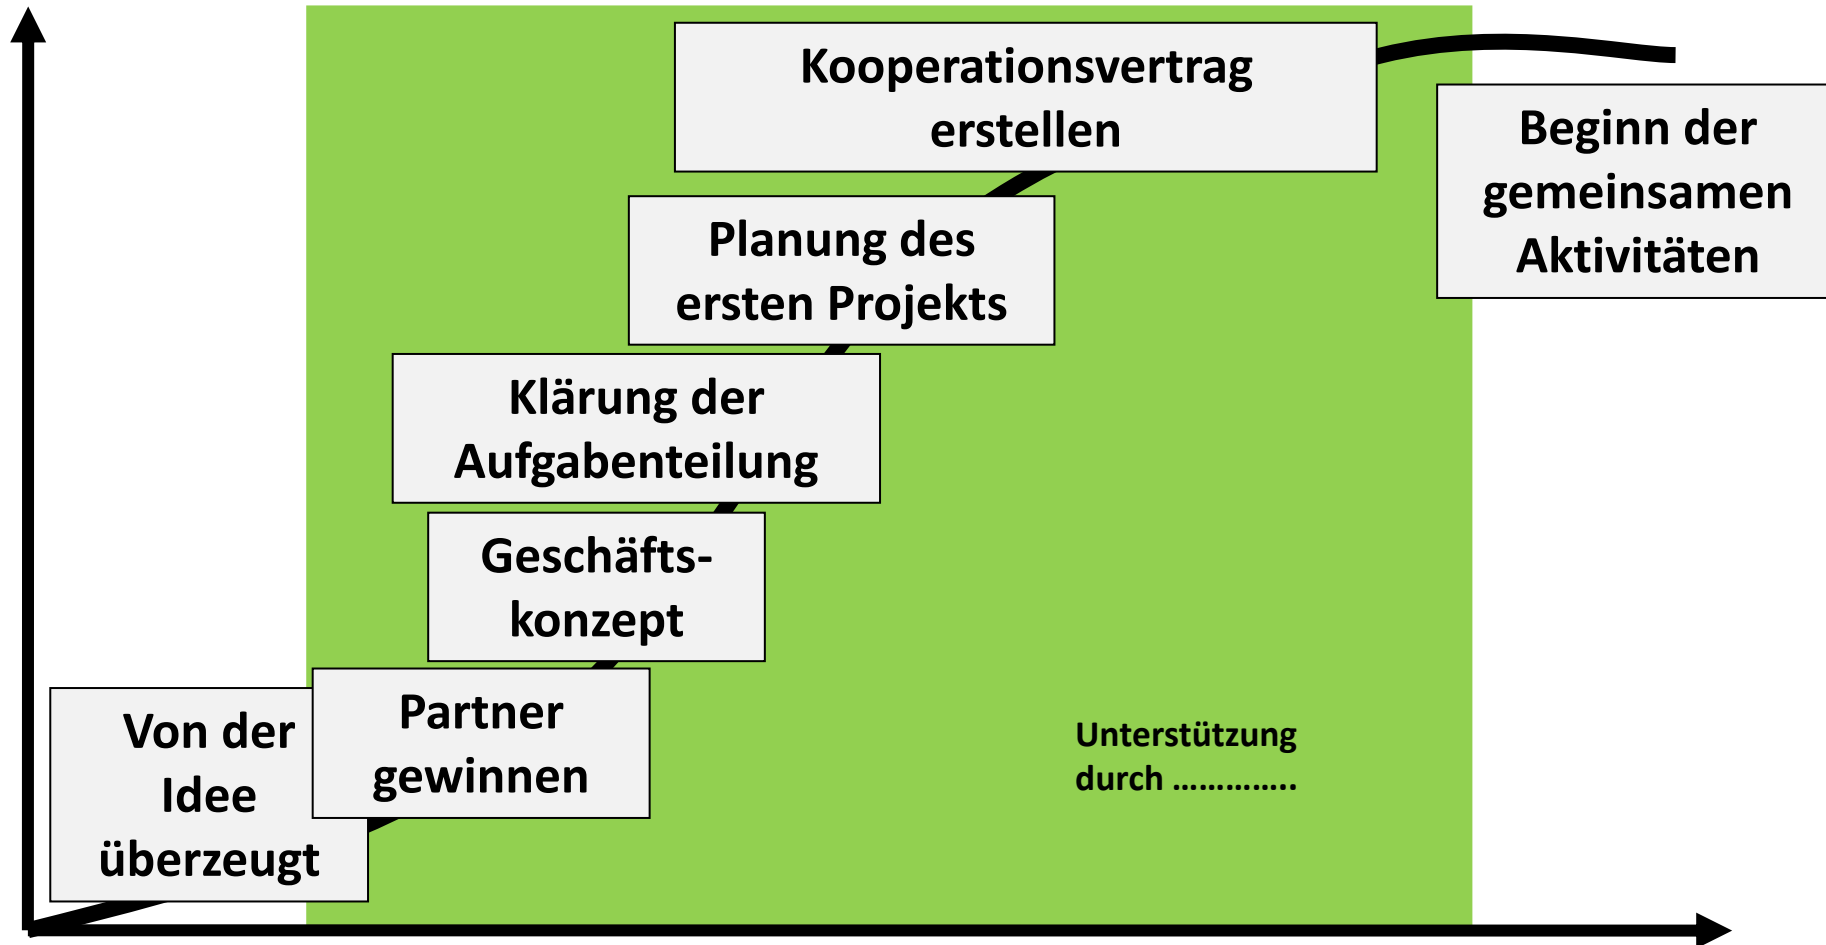 Kooperationsvertrag
erstellen
Beginn der
gemeinsamen
Aktivitäten
Planung des
ersten Projekts
Klärung der
Aufgabenteilung
Geschäfts-
konzept
Partner
gewinnen
Von der
Idee
überzeugt
Unterstützung
durch …………..